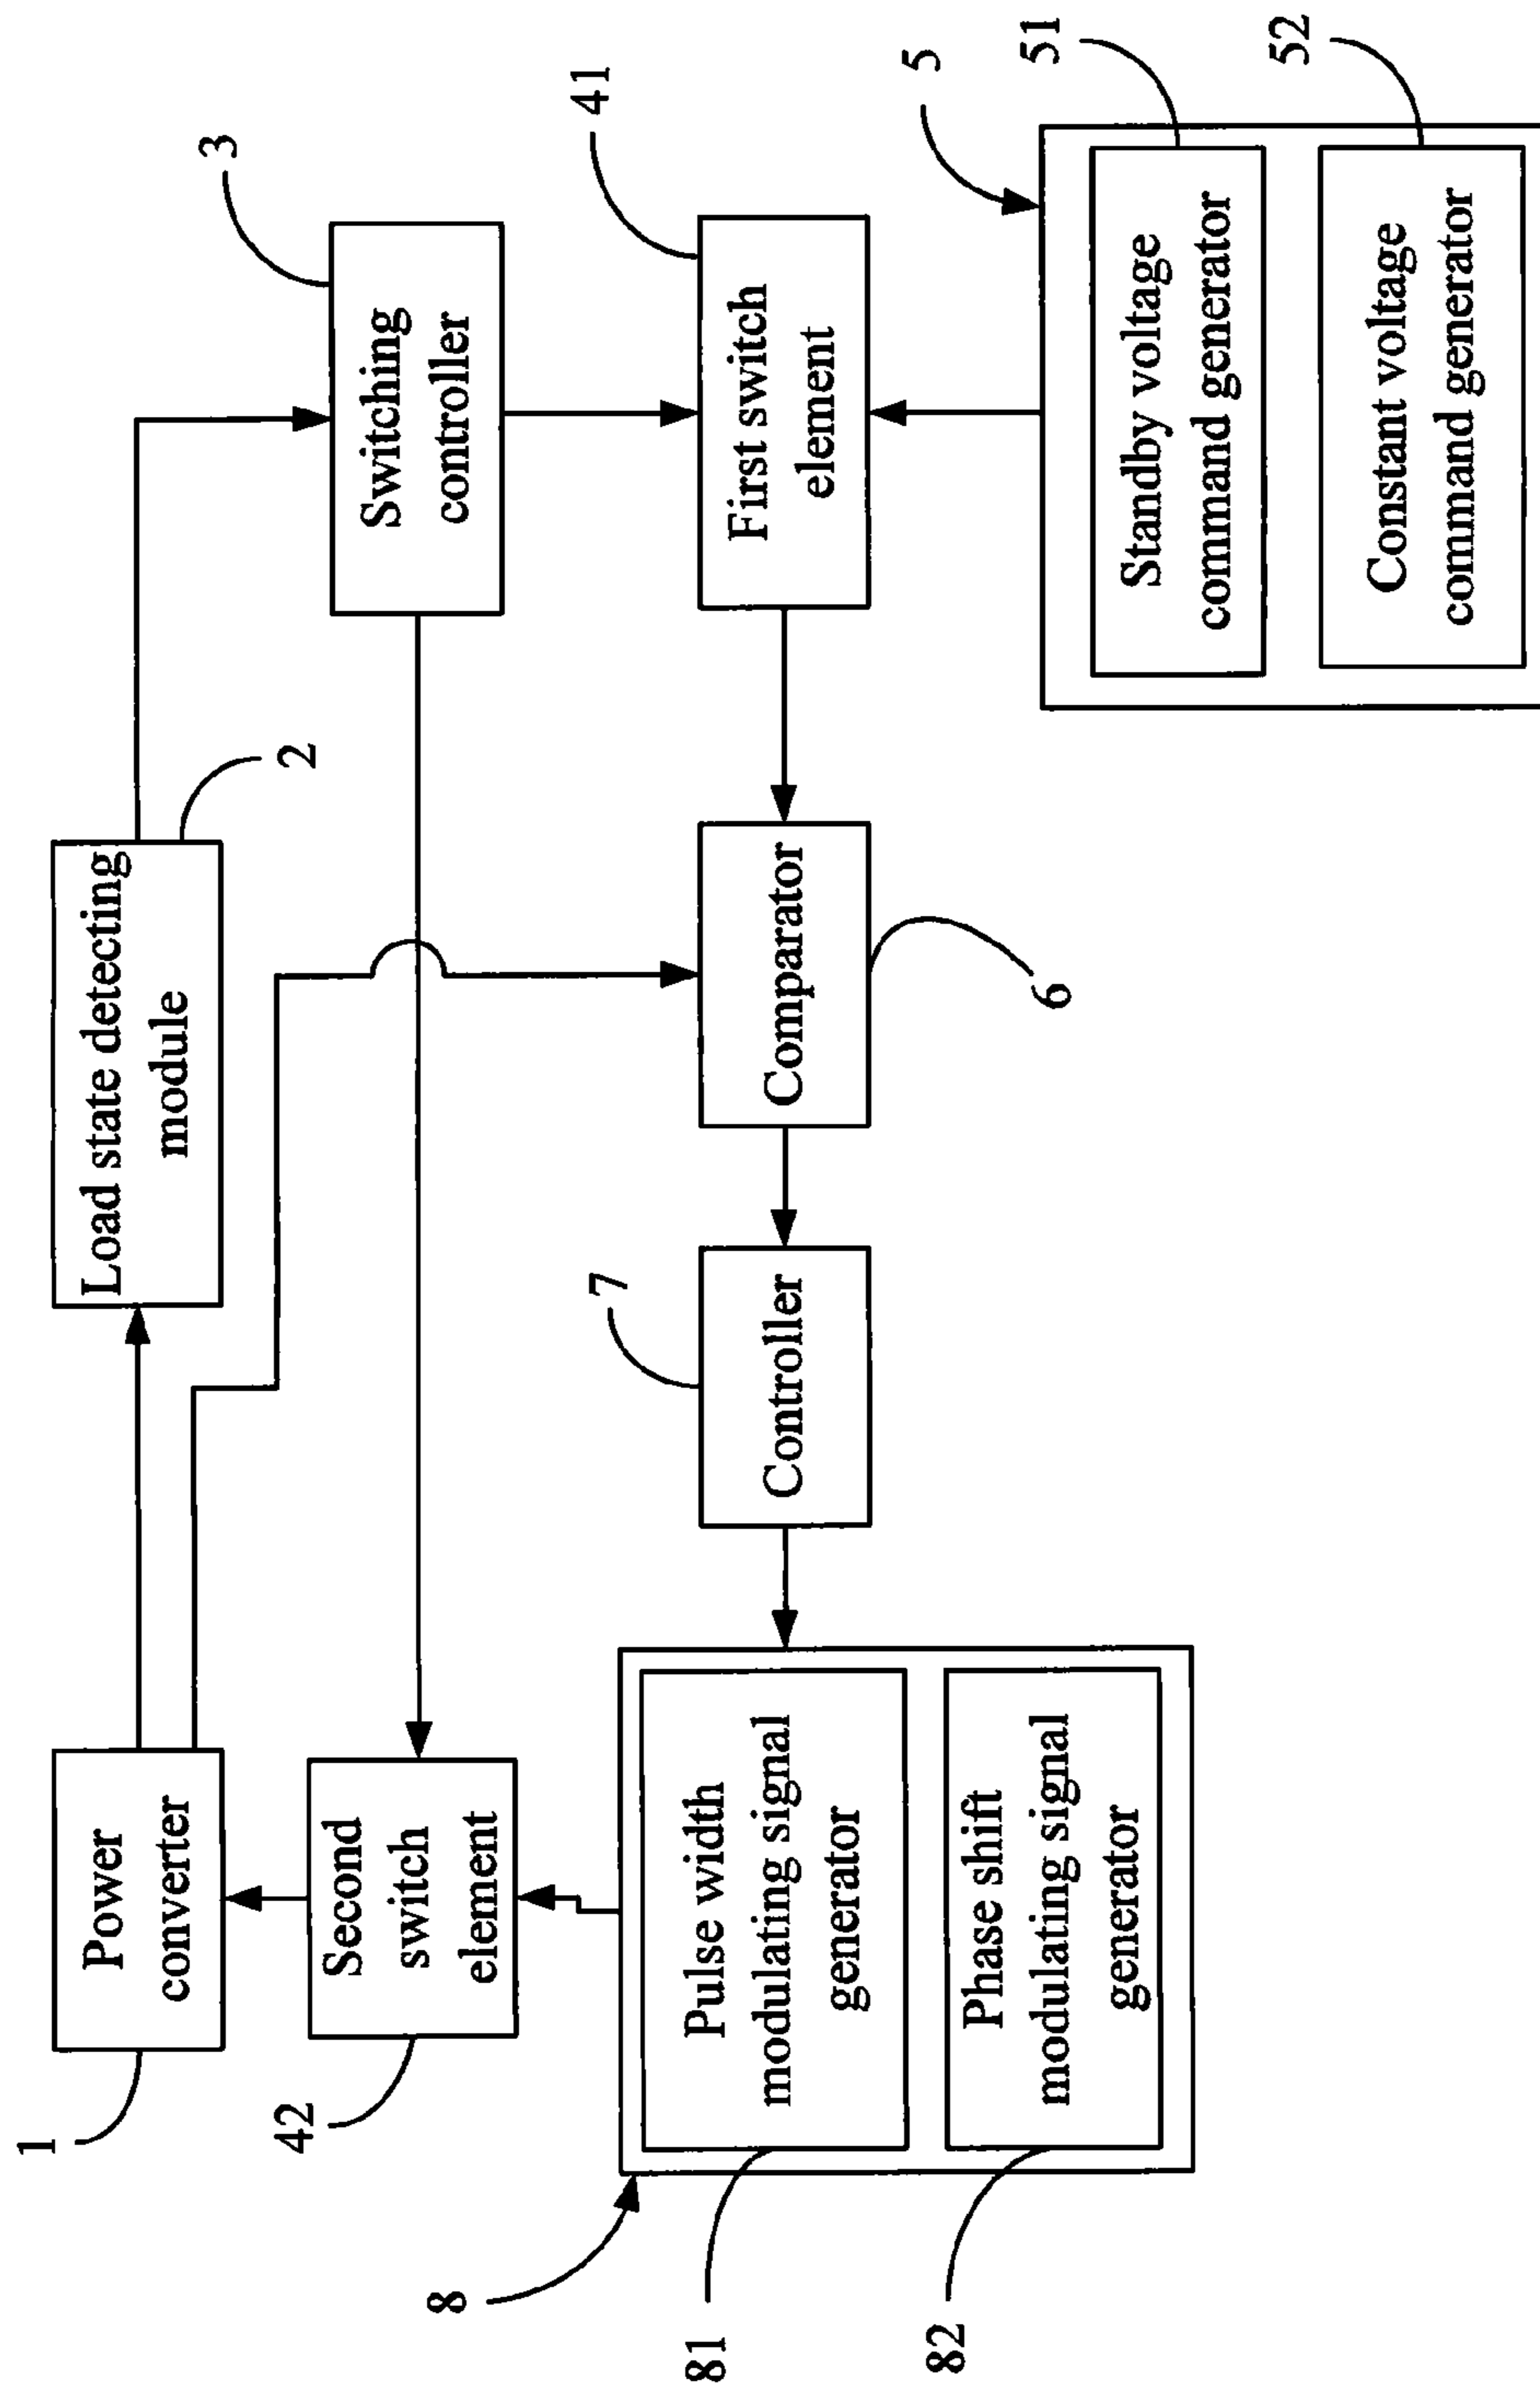 1
Power
converter
Load state detecting
module
2
3
Switching
controller
42
Second
switch
element
41
First switch
element
8
81
Pulse width
modulating signal
generator
82
Phase shift
modulating signal
generator
7
Controller
Comparator
6
5
51
Standby voltage
command generator
52
Constant voltage
command generator